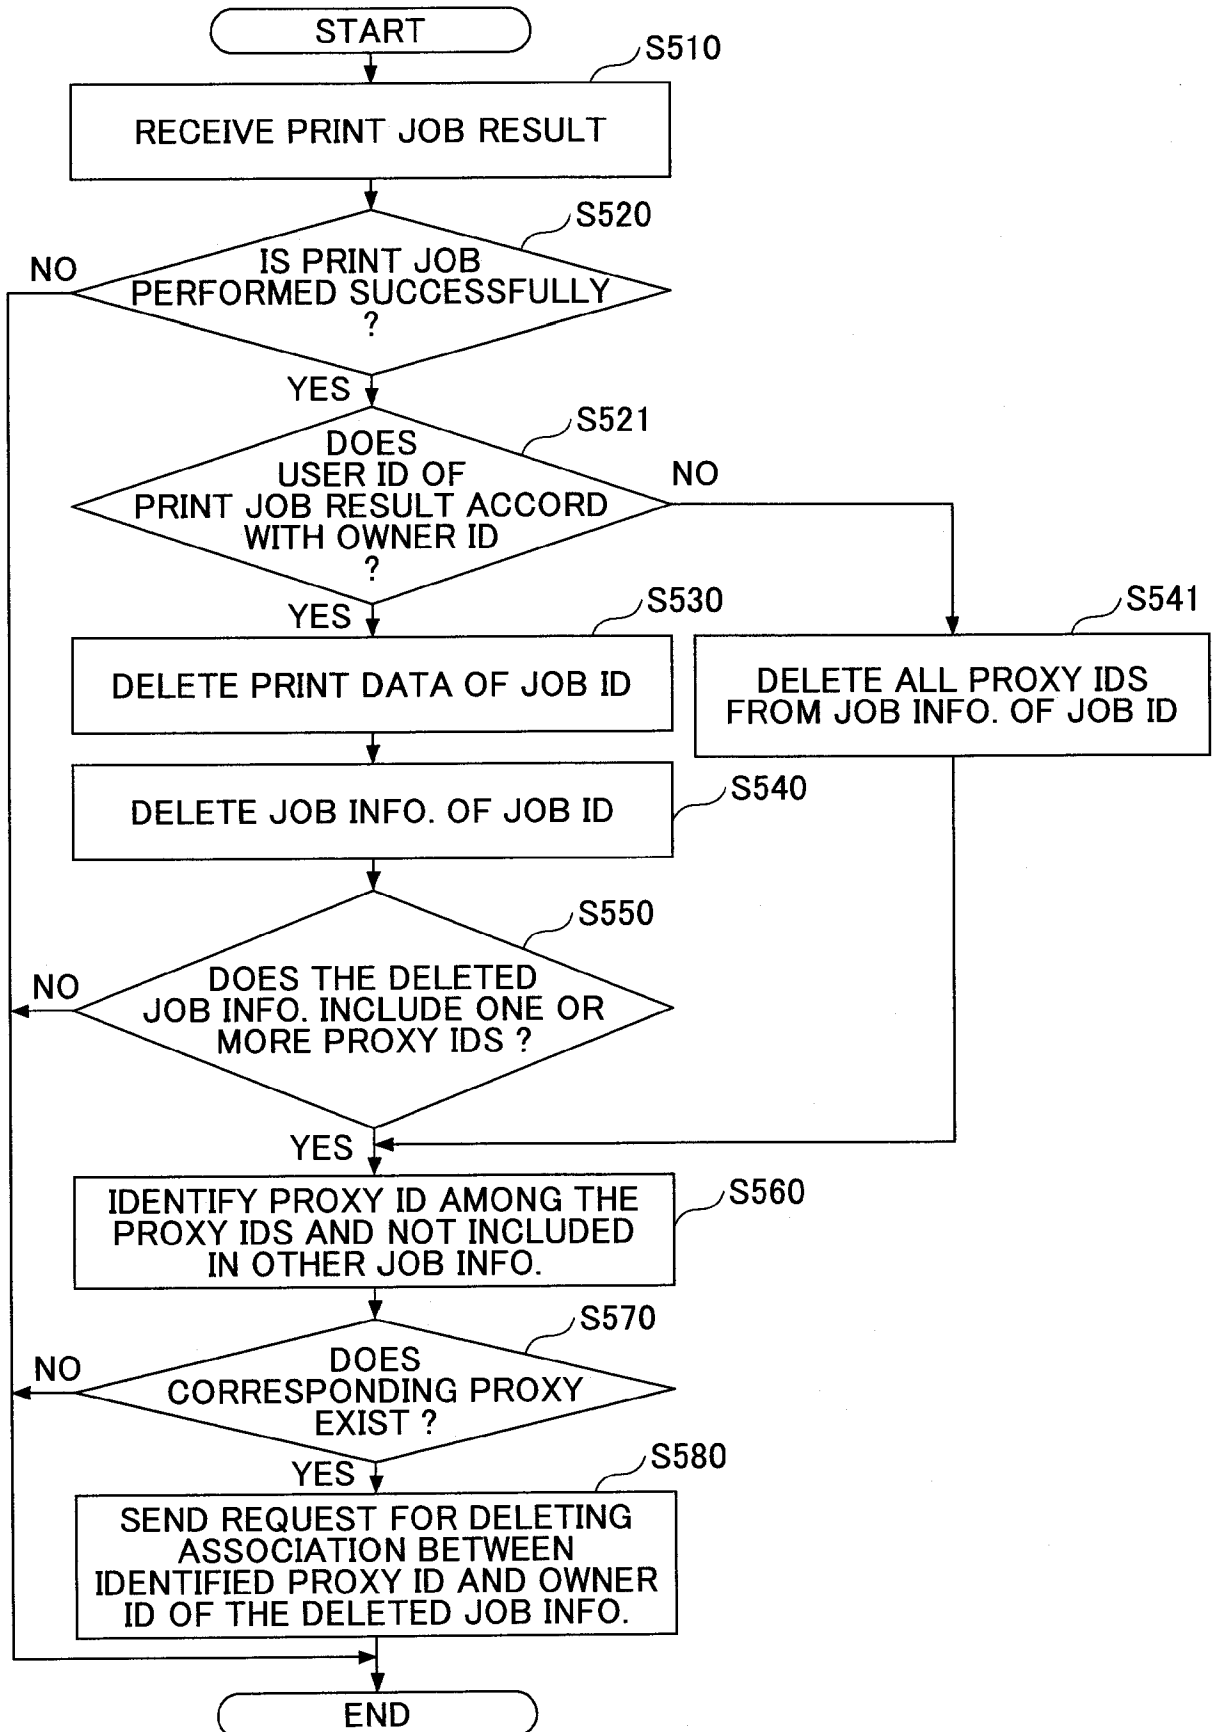 START
S510
RECEIVE PRINT JOB RESULT
S520
IS PRINT JOB
PERFORMED SUCCESSFULLY
?
NO
YES
S521
DOES
USER ID OF
PRINT JOB RESULT ACCORD
WITH OWNER ID
?
NO
YES
S530
DELETE PRINT DATA OF JOB ID
S541
DELETE ALL PROXY IDS
FROM JOB INFO. OF JOB ID
S540
DELETE JOB INFO. OF JOB ID
S550
DOES THE DELETED
JOB INFO. INCLUDE ONE OR
MORE PROXY IDS ?
NO
YES
S560
IDENTIFY PROXY ID AMONG THE
PROXY IDS AND NOT INCLUDED
IN OTHER JOB INFO.
S570
DOES
CORRESPONDING PROXY
EXIST ?
NO
YES
S580
SEND REQUEST FOR DELETING
ASSOCIATION BETWEEN
IDENTIFIED PROXY ID AND OWNER
ID OF THE DELETED JOB INFO.
END